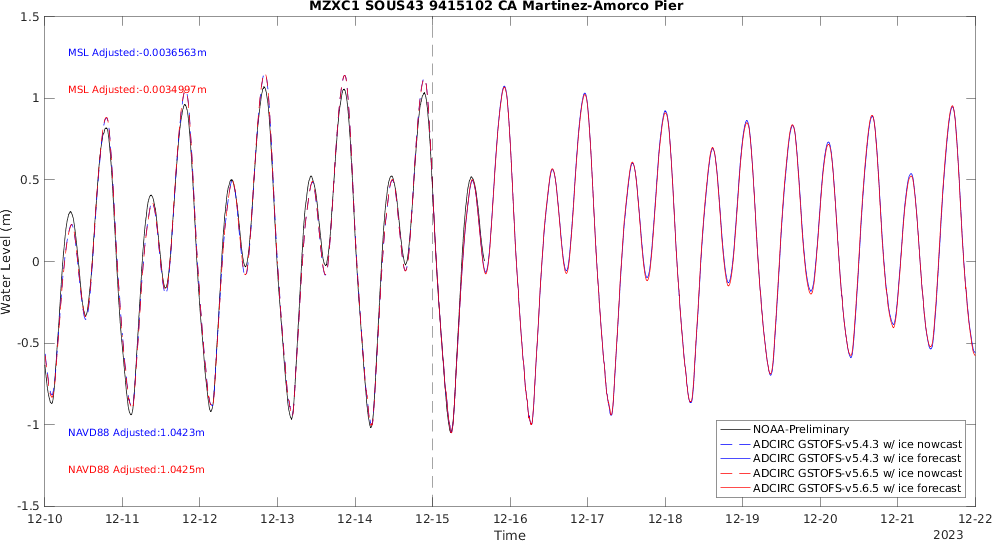 MZXC1 SOUS43 9415102 CA Martinez-Amorco Pier
1.5
1
0.5
0
-0.5
-1
-1.5
Water Level (m)
MSL Adjusted:-0.0036563m
MSL Adjusted:-0.0034997m
NAVD88 Adjusted:1.0423m
NAVD88 Adjusted:1.0425m
NOAA-Preliminary
ADCIRC GSTOFS-v5.4.3 w/ ice nowcast
ADCIRC GSTOFS-v5.4.3 w/ ice forecast
ADCIRC GSTOFS-v5.6.5 w/ ice nowcast
ADCIRC GSTOFS-v5.6.5 w/ ice forecast
12-10 12-11 12-12 12-13 12-14 12-15 12-16 12-17 12-18 12-19 12-20 12-21 12-22
Time
2023